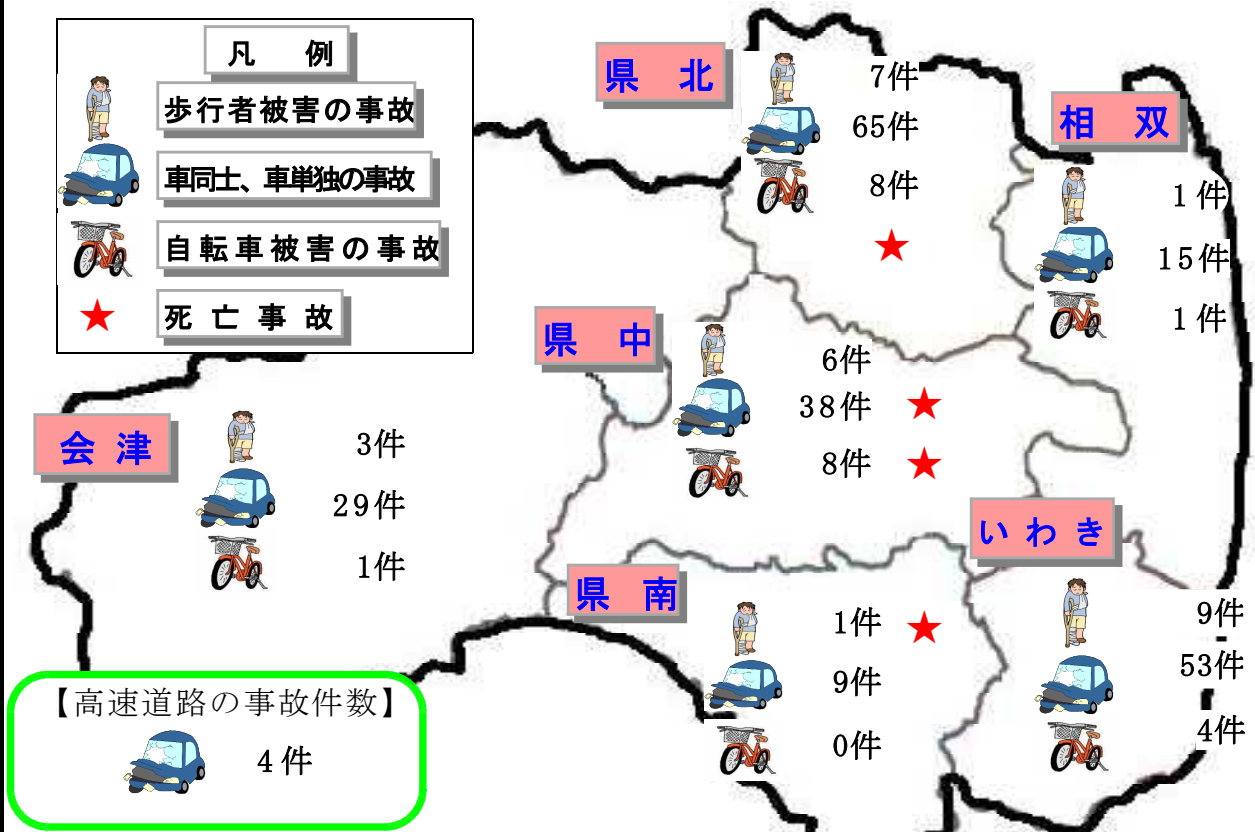 凡 例
歩行者被害の事故
車同士、車単独の事故
自転車被害の事故
死亡事故
県 北
7件
65件
8件
相 双
1件
15件
1件
県 中
6件
38件
8件
会 津
3件
29件
1件
いわき
9件
53件
4件
県 南
1件
9件
0件
【高速道路の事故件数】
4件